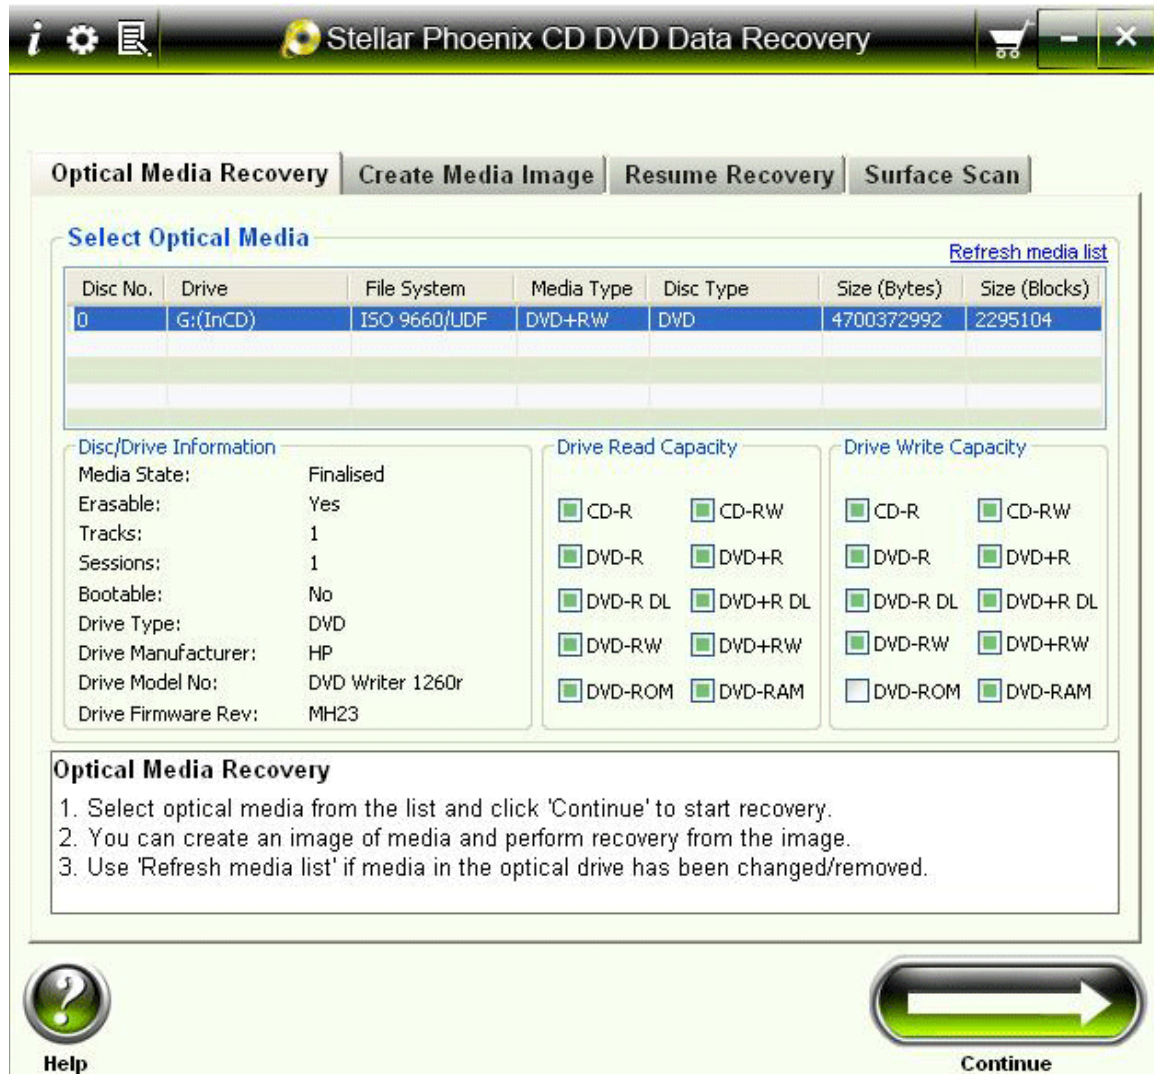 i
Stellar Phoenix CD DVD Data Recovery
Optical Media Recovery Create Media Image Resume Recovery Surface Scan
Select Optical Media
Refresh media list
Disc No. Drive File System Media Type Disc Type Size (Bytes) Size (Blocks)
0 G:(InCD) ISO 9660/UDF DVD+RW DVD 4700372992 2295104
Disc/Drive Information
Media State: Finalised
Erasable: Yes
Tracks: 1
Sessions: 1
Bootable: No
Drive Type: DVD
Drive Manufacturer: HP
Drive Model No: DVD Writer 1260r
Drive Firmware Rev: MH23
Drive Read Capacity
CD-R CD-RW
DVD-R DVD+R
DVD-R DL DVD+R DL
DVD-RW DVD+RW
DVD-ROM DVD-RAM
Drive Write Capacity
CD-R CD-RW
DVD-R DVD+R
DVD-R DL DVD+R DL
DVD-RW DVD+RW
DVD-ROM DVD-RAM
Optical Media Recovery
1. Select optical media from the list and click 'Continue' to start recovery.
2. You can create an image of media and perform recovery from the image.
3. Use 'Refresh media list' if media in the optical drive has been changed/removed.
?
Help
Continue